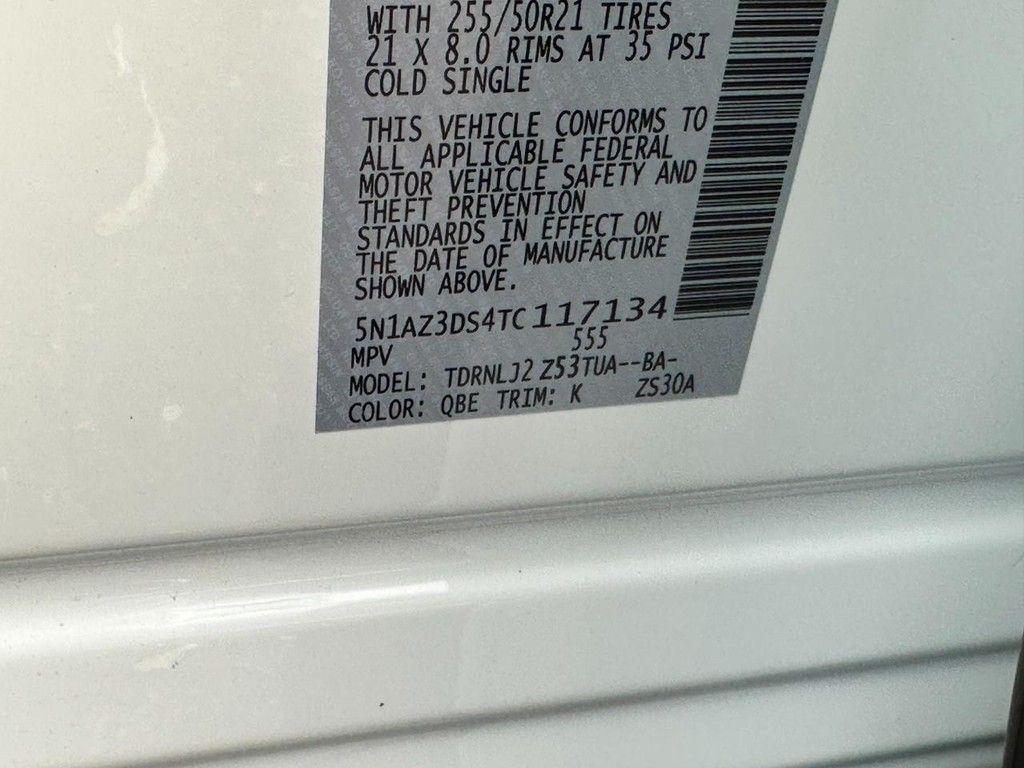 WITH 255/50R21 TIRES
21 X 8.0 RIMS AT 35 PSI
COLD SINGLE
THIS VEHICLE CONFORMS TO
ALL APPLICABLE FEDERAL
MOTOR VEHICLE SAFETY AND
THEFT PREVENTION
STANDARDS IN EFFECT ON
THE DATE OF MANUFACTURE
SHOWN ABOVE.
5N1AZ3DS4TC117134
MPV 555
MODEL: TDRNLJ2 Z53TUA--BA-
COLOR: QBE TRIM: K ZS30A